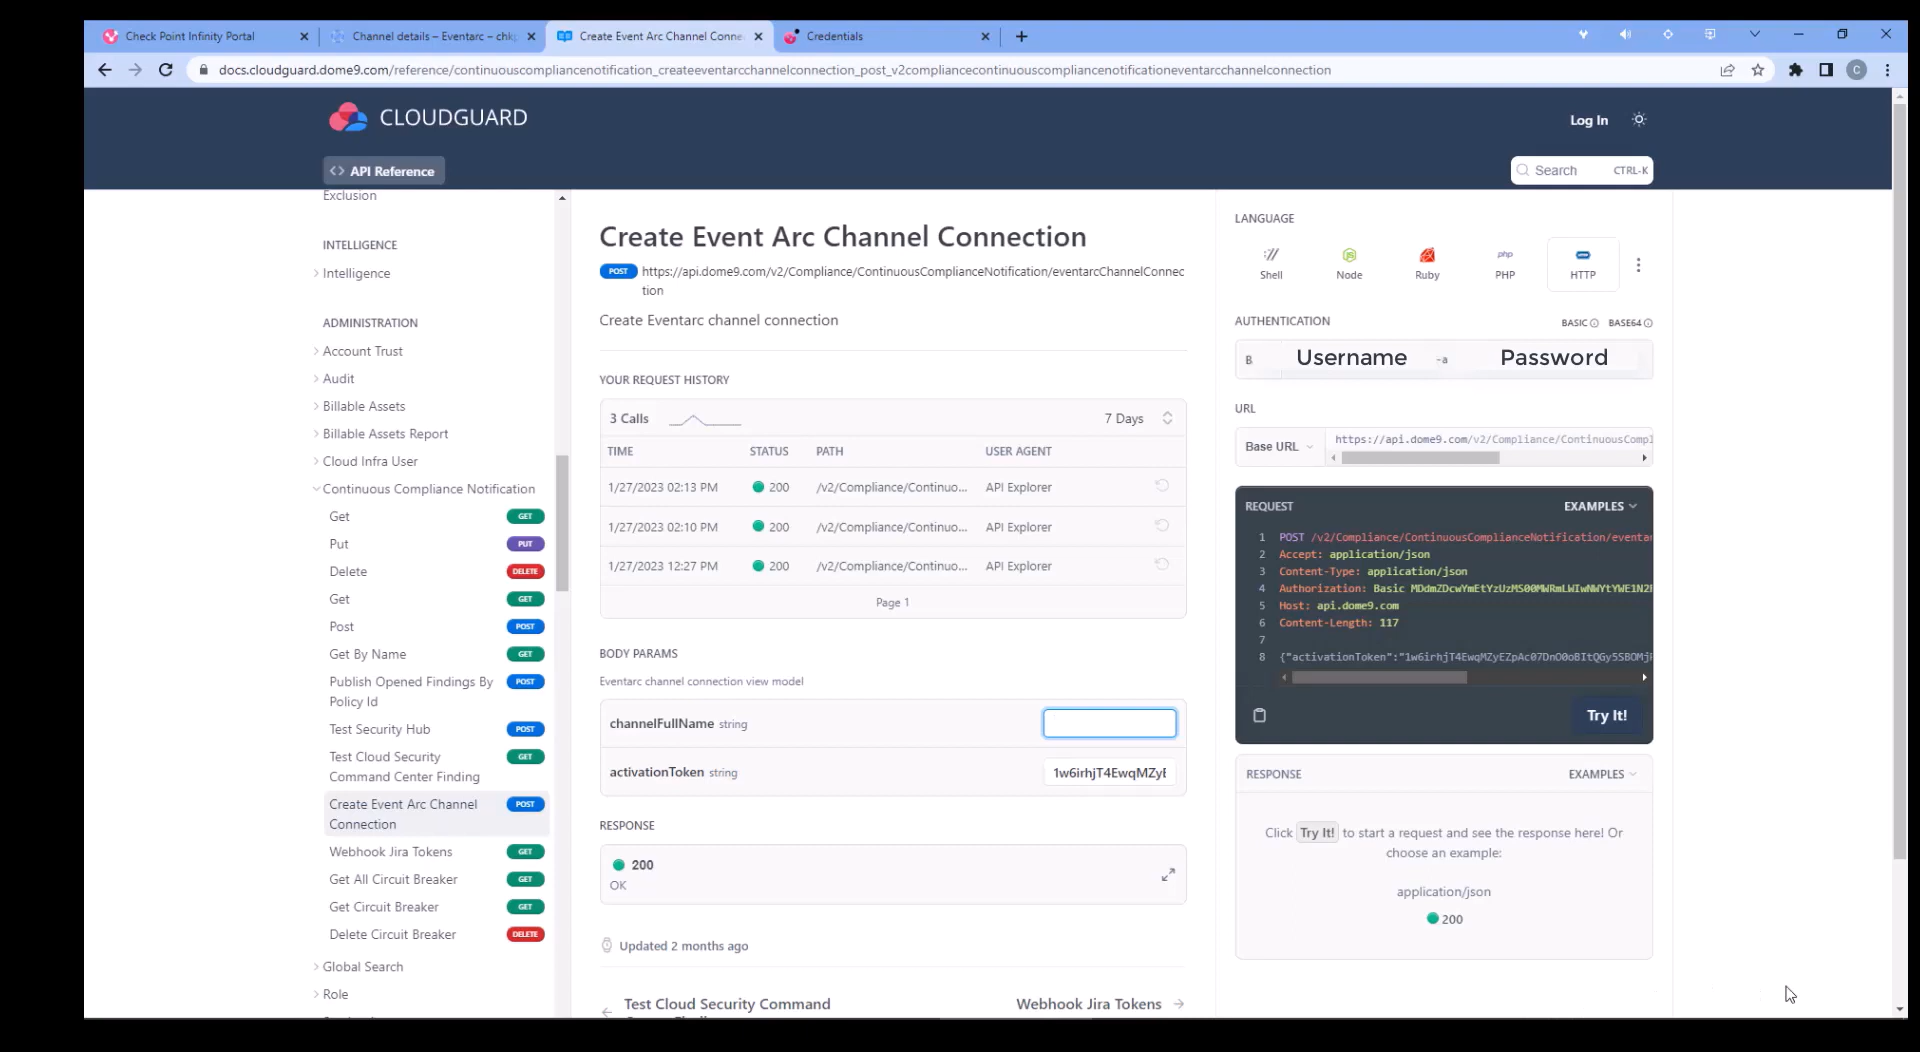 Check Point Infinity Portal
Channel details – Eventarc – chk
Create Event Arc Channel Conne
Credentials
docs.cloudguard.dome9.com/reference/continuouscompliancenotification_createeventarcchannelconnection_post_v2compliancecontinuouscompliancenotificationeventarcchannelconnection
C
CLOUDGUARD
Log In
<> API Reference
Search
CTRL-K
Exclusion
INTELLIGENCE
Intelligence
ADMINISTRATION
Account Trust
Audit
Billable Assets
Billable Assets Report
Cloud Infra User
Continuous Compliance Notification
Get GET
Put PUT
Delete DELETE
Get GET
Post POST
Get By Name GET
Publish Opened Findings By POST
Policy Id
Test Security Hub POST
Test Cloud Security GET
Command Center Finding
Create Event Arc Channel POST
Connection
Webhook Jira Tokens GET
Get All Circuit Breaker GET
Get Circuit Breaker GET
Delete Circuit Breaker DELETE
Global Search
Role
Create Event Arc Channel Connection
POST https://api.dome9.com/v2/Compliance/ContinuousComplianceNotification/eventarcChannelConnec
tion
Create Eventarc channel connection
YOUR REQUEST HISTORY
3 Calls 7 Days
TIME STATUS PATH USER AGENT
1/27/2023 02:13 PM 200 /v2/Compliance/Continuo... API Explorer
1/27/2023 02:10 PM 200 /v2/Compliance/Continuo... API Explorer
1/27/2023 12:27 PM 200 /v2/Compliance/Continuo... API Explorer
Page 1
BODY PARAMS
Eventarc channel connection view model
channelFullName string
activationToken string 1w6irhjT4EwqMZyE
RESPONSE
200
OK
Updated 2 months ago
Test Cloud Security Command
Webhook Jira Tokens
LANGUAGE
Shell Node Ruby PHP HTTP
AUTHENTICATION BASIC BASE64
B Username -a Password
URL
Base URL https://api.dome9.com/v2/Compliance/ContinuousCompl
REQUEST EXAMPLES
1 POST /v2/Compliance/ContinuousComplianceNotification/eventar
2 Accept: application/json
3 Content-Type: application/json
4 Authorization: Basic
5 Host: api.dome9.com
6 Content-Length: 117
7
8 {"activationToken":
Try It!
RESPONSE EXAMPLES
Click Try It! to start a request and see the response here! Or
choose an example:
application/json
200